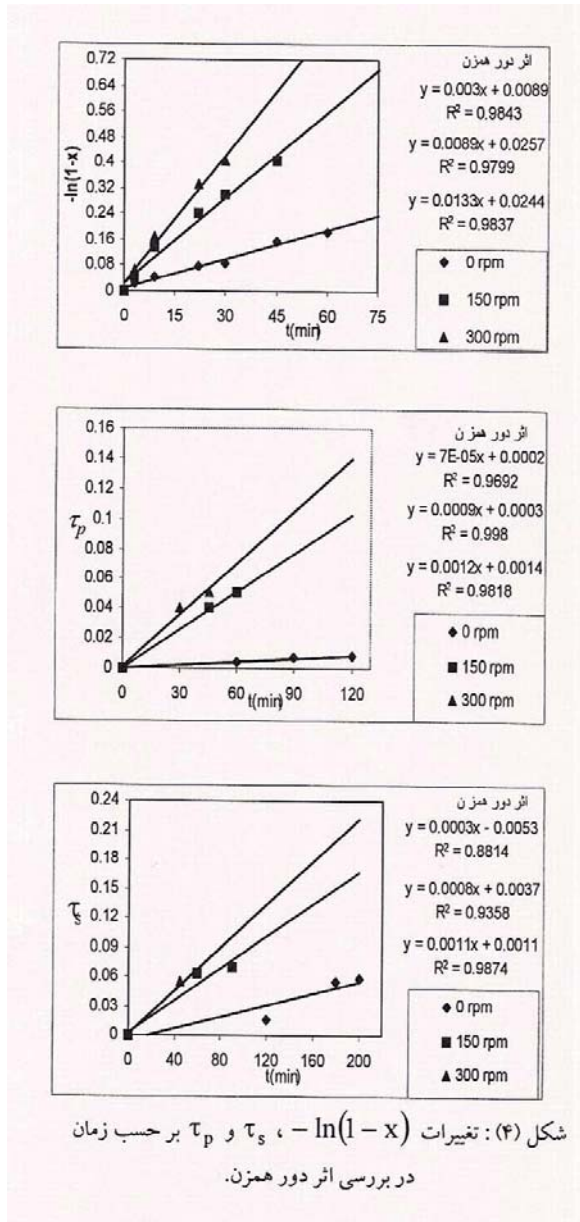 0.72
0.64
0.56
0.48
0.4
0.32
0.24
0.16
0.08
0
-ln(1-x)
0 15 30 45 60 75
t(min)
اثر دور همزن
y = 0.003x + 0.0089
R² = 0.9843
y = 0.0089x + 0.0257
R² = 0.9799
y = 0.0133x + 0.0244
R² = 0.9837
0 rpm
150 rpm
300 rpm
0.16
0.14
0.12
0.1
0.08
0.06
0.04
0.02
0
τp
0 30 60 90 120
t(min)
اثر دور همزن
y = 7E-05x + 0.0002
R² = 0.9692
y = 0.0009x + 0.0003
R² = 0.998
y = 0.0012x + 0.0014
R² = 0.9818
0 rpm
150 rpm
300 rpm
0.24
0.21
0.18
0.15
0.12
0.09
0.06
0.03
0
τs
0 40 80 120 160 200
t(min)
اثر دور همزن
y = 0.0003x - 0.0053
R² = 0.8814
y = 0.0008x + 0.0037
R² = 0.9358
y = 0.0011x + 0.0011
R² = 0.9874
0 rpm
150 rpm
300 rpm
شکل (۴) : تغییرات − ln(1 − x) ، τs و τp بر حسب زمان
در بررسی اثر دور همزن.